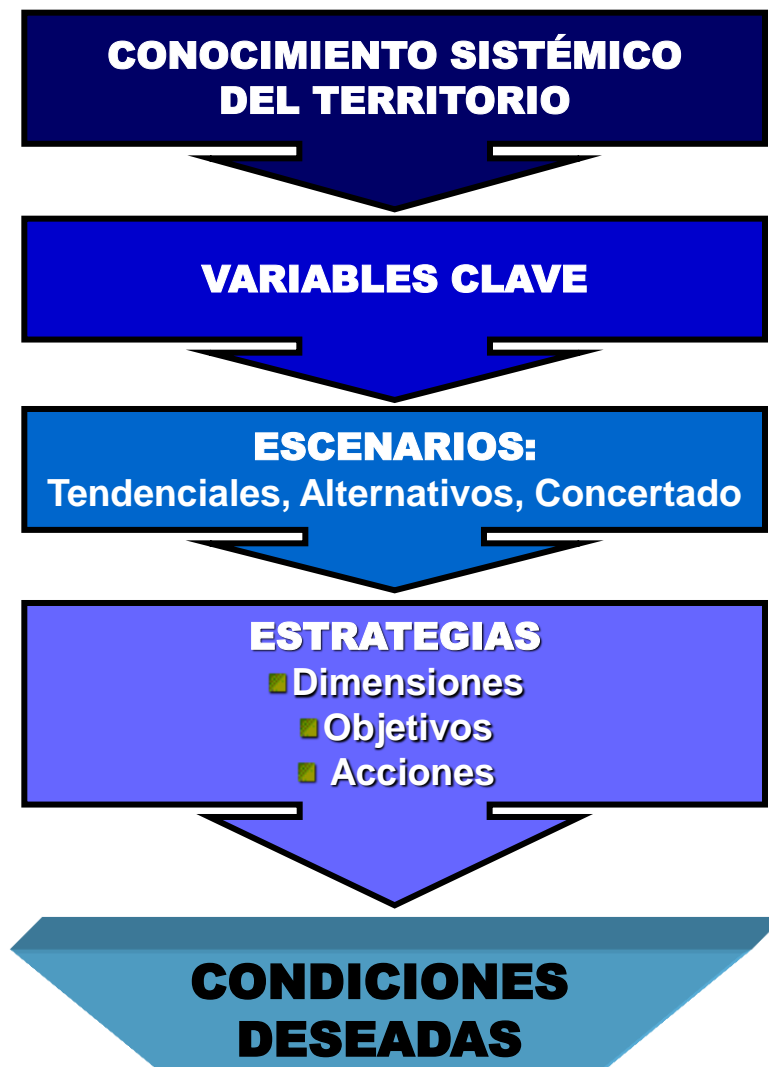 CONOCIMIENTO SISTÉMICO
DEL TERRITORIO
VARIABLES CLAVE
ESCENARIOS:
Tendenciales, Alternativos, Concertado
ESTRATEGIAS
Dimensiones
Objetivos
Acciones
CONDICIONES
DESEADAS